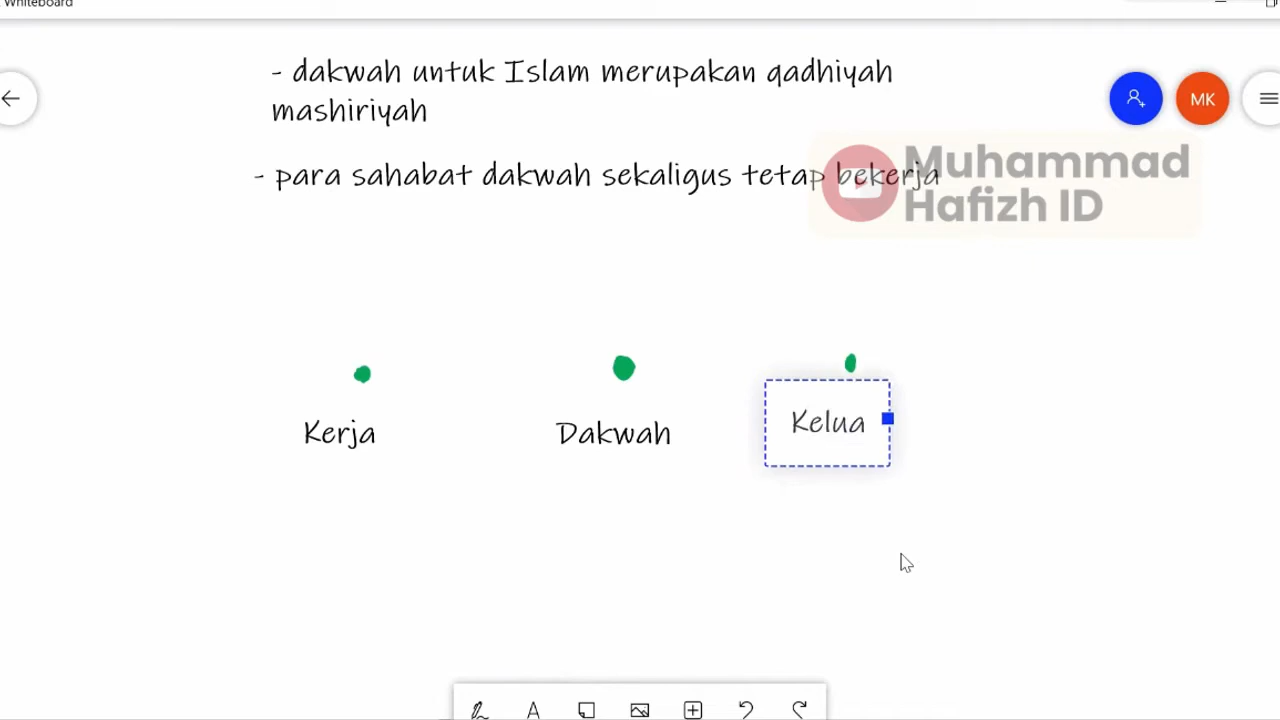 Whiteboard
- dakwah untuk Islam merupakan qadhiyah
mashiriyah
MK
- para sahabat dakwah sekaligus tetap bekerja
Muhammad
Hafizh ID
Kerja
Dakwah
Kelua
A